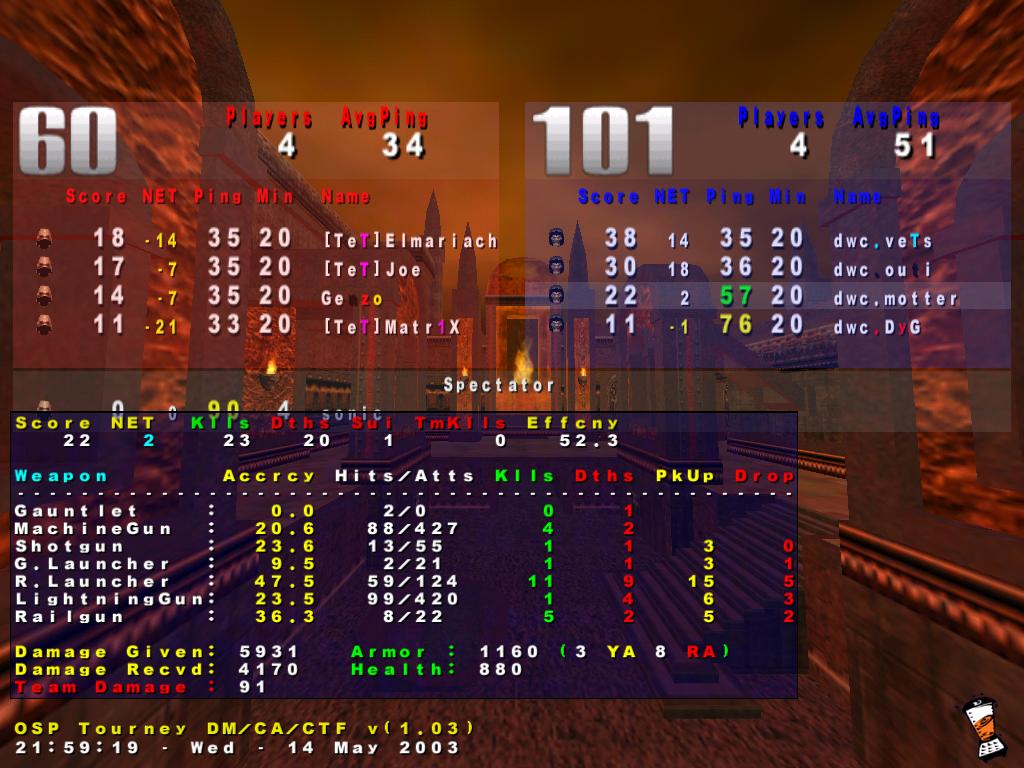 60 Players AvgPing 101 Players AvgPing
4 34 4 51
Score NET Ping Min Name Score NET Ping Min Name
18 -14 35 20 [TeT]Elmariach 38 14 35 20 dwc.veTs
17 -7 35 20 [TeT]Joe 30 18 36 20
14 -7 35 20 Genzo 22 2 57 20 dwc.motter
11 -21 33 20 [TeT]Matr1X 11 -1 76 20 dwc.DyG
Spectator
0 0 90 4 sonic
Score NET Klls Dths Sui TmKlls Effcny
22 2 23 20 1 0 52.3
Weapon Accrcy Hits/Atts Klls Dths PkUp Drop
Gauntlet : 0.0 2/0 0 1
MachineGun : 20.6 88/427 4 2
Shotgun : 23.6 13/55 1 1 3 0
G.Launcher : 9.5 2/21 1 1 3 1
R.Launcher : 47.5 59/124 11 9 15 5
LightningGun: 23.5 99/420 1 4 6 3
Railgun : 36.3 8/22 5 2 5 2
Damage Given: 5931 Armor : 1160 (3 YA 8 RA)
Damage Recvd: 4170 Health: 880
Team Damage : 91
OSP Tourney DM/CA/CTF v(1.03)
21:59:19 - Wed - 14 May 2003